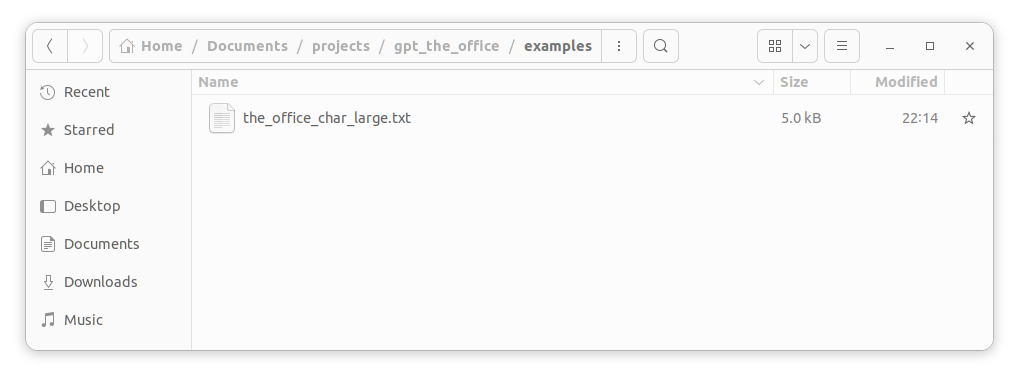 Home / Documents / projects / gpt_the_office / examples
Name Size Modified
Recent
the_office_char_large.txt 5.0 kB 22:14
Starred
Home
Desktop
Documents
Downloads
Music